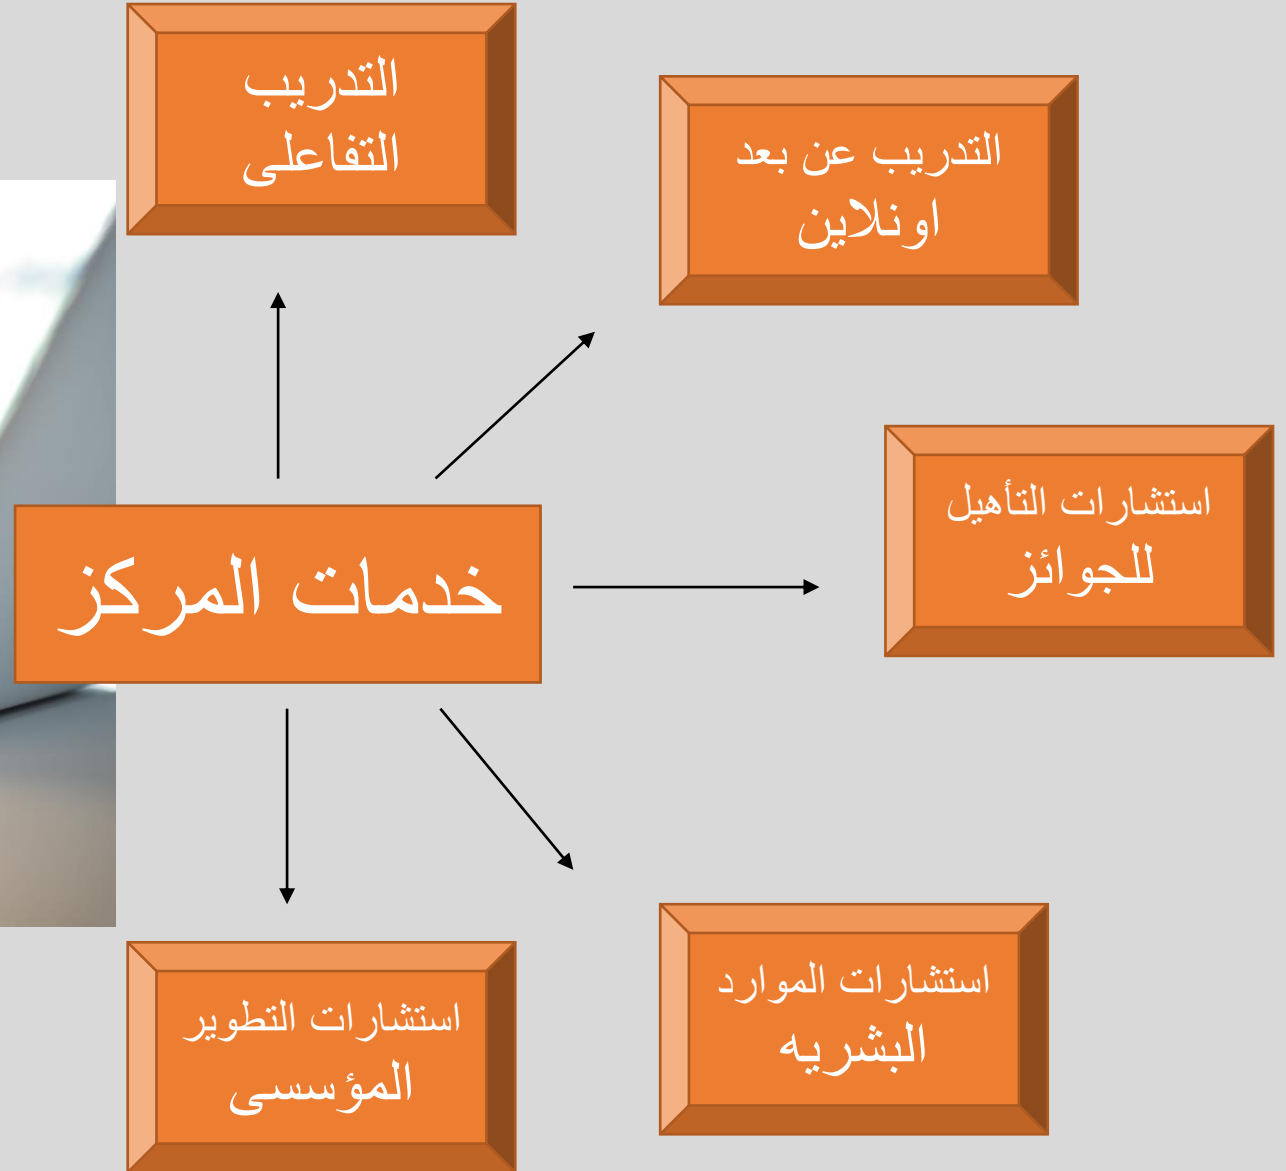 التدريب
التفاعلى
التدريب عن بعد
اونلاين
استشارات التأهيل
للجوائز
خدمات المركز
استشارات الموارد
البشريه
استشارات التطوير
المؤسسى